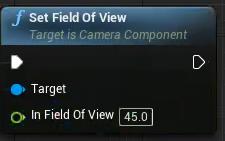 f Set Field Of View
Target is Camera Component
Target
In Field Of View 45.0